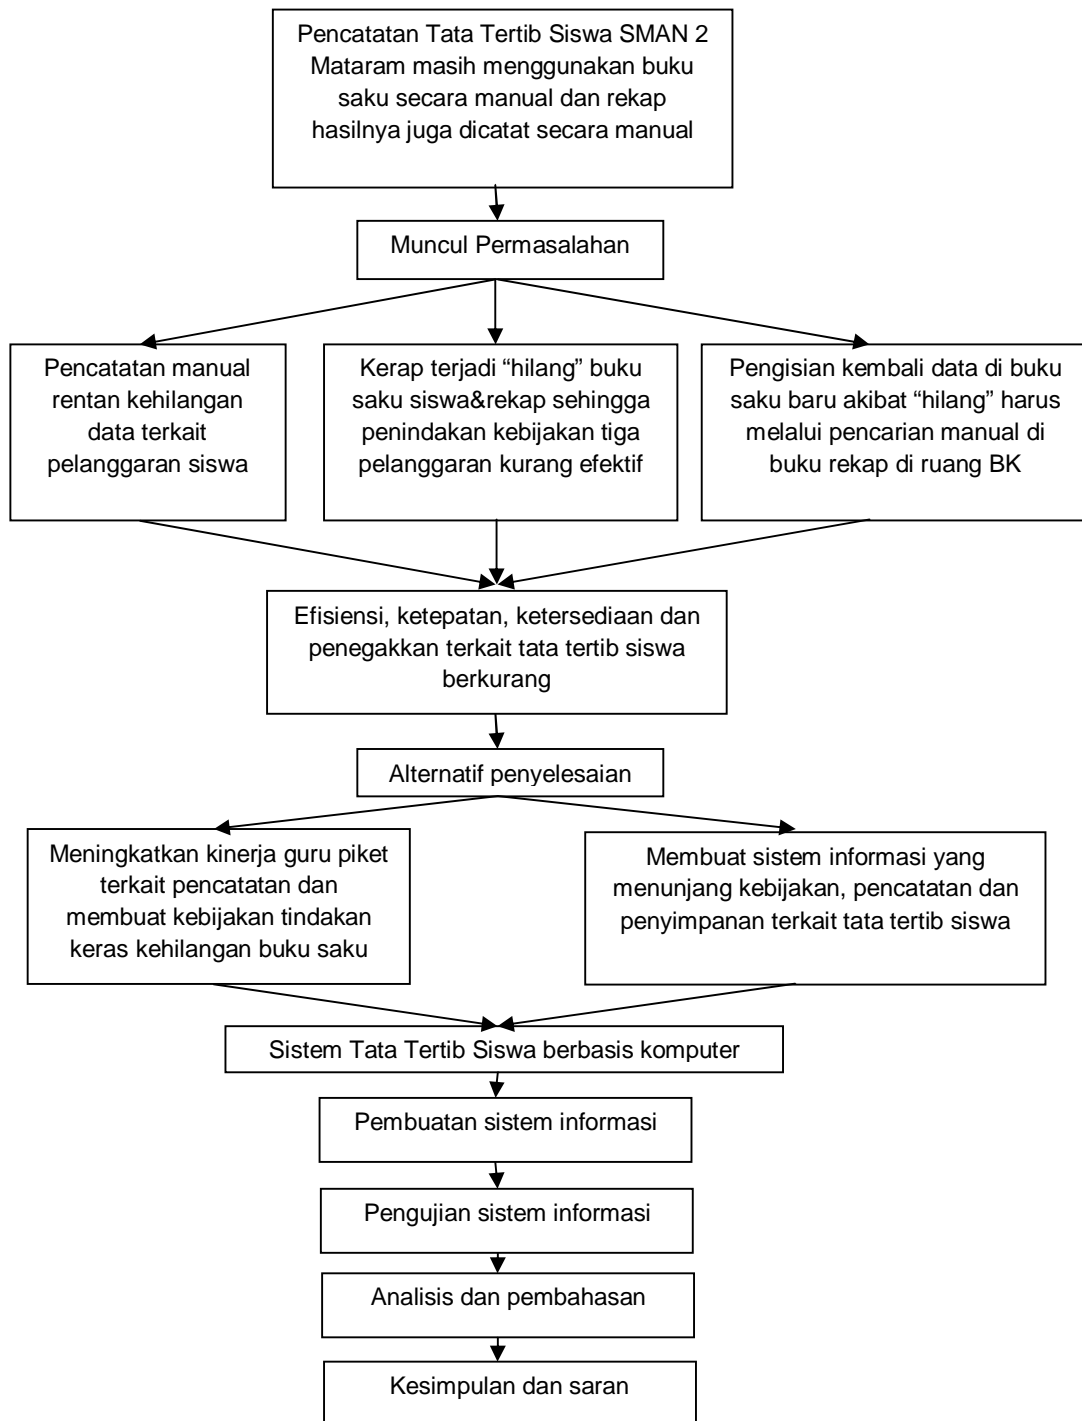 Pencatatan Tata Tertib Siswa SMAN 2
Mataram masih menggunakan buku
saku secara manual dan rekap
hasilnya juga dicatat secara manual
Muncul Permasalahan
Pencatatan manual
rentan kehilangan
data terkait
pelanggaran siswa
Kerap terjadi “hilang” buku
saku siswa&rekap sehingga
penindakan kebijakan tiga
pelanggaran kurang efektif
Pengisian kembali data di buku
saku baru akibat “hilang” harus
melalui pencarian manual di
buku rekap di ruang BK
Efisiensi, ketepatan, ketersediaan dan
penegakkan terkait tata tertib siswa
berkurang
Alternatif penyelesaian
Meningkatkan kinerja guru piket
terkait pencatatan dan
membuat kebijakan tindakan
keras kehilangan buku saku
Membuat sistem informasi yang
menunjang kebijakan, pencatatan dan
penyimpanan terkait tata tertib siswa
Sistem Tata Tertib Siswa berbasis komputer
Pembuatan sistem informasi
Pengujian sistem informasi
Analisis dan pembahasan
Kesimpulan dan saran